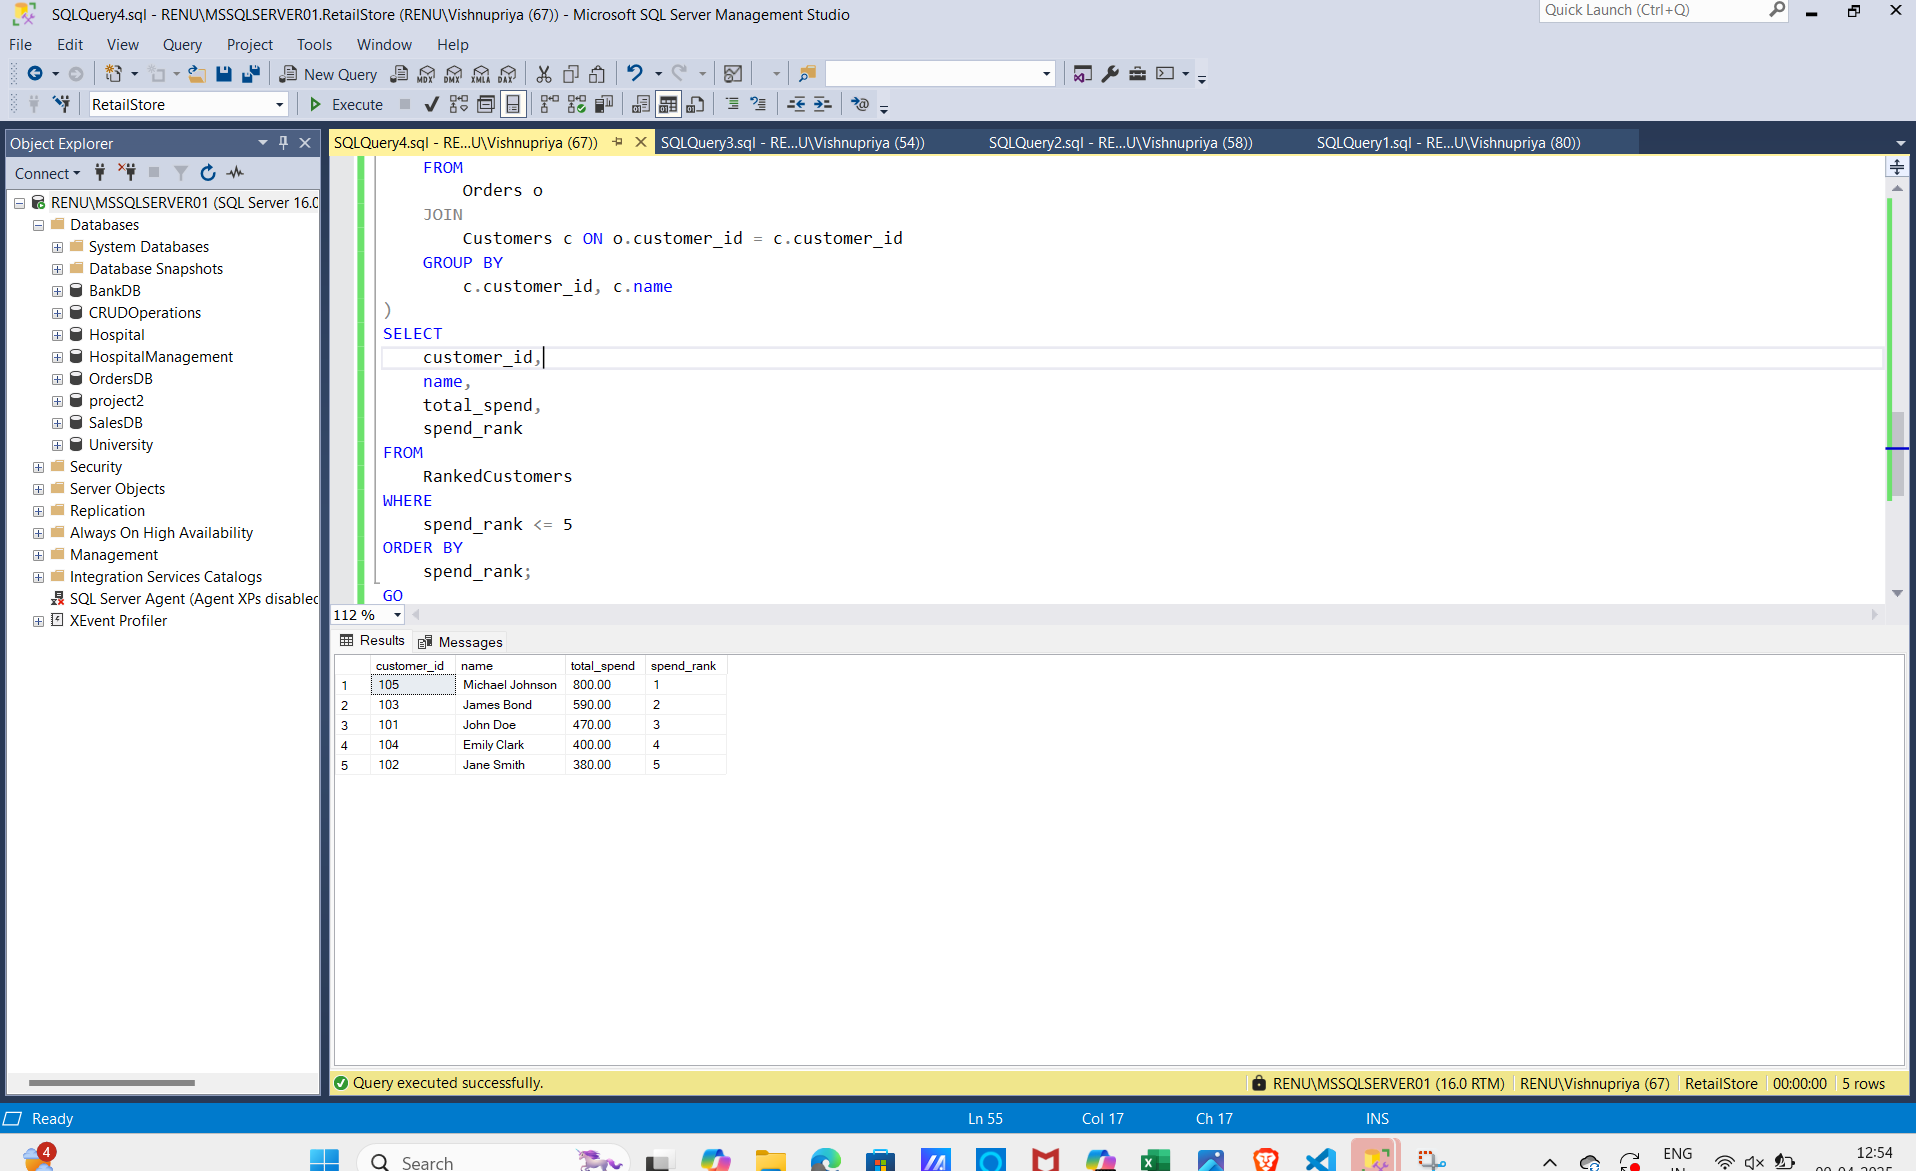 SQLQuery4.sql - RENU\MSSQLSERVER01.RetailStore (RENU\Vishnupriya (67)) - Microsoft SQL Server Management Studio
Quick Launch (Ctrl+Q)
File Edit View Query Project Tools Window Help
New Query MDX DMX XMLA DAX
RetailStore Execute
Object Explorer
SQLQuery4.sql - RE...U\Vishnupriya (67)) SQLQuery3.sql - RE...U\Vishnupriya (54)) SQLQuery2.sql - RE...U\Vishnupriya (58)) SQLQuery1.sql - RE...U\Vishnupriya (80))
Connect
RENU\MSSQLSERVER01 (SQL Server 16.0
Databases
System Databases
Database Snapshots
BankDB
CRUDOperations
Hospital
HospitalManagement
OrdersDB
project2
SalesDB
University
Security
Server Objects
Replication
Always On High Availability
Management
Integration Services Catalogs
SQL Server Agent (Agent XPs disabled
XEvent Profiler
FROM
Orders o
JOIN
Customers c ON o.customer_id = c.customer_id
GROUP BY
c.customer_id, c.name
)
SELECT
customer_id,
name,
total_spend,
spend_rank
FROM
RankedCustomers
WHERE
spend_rank <= 5
ORDER BY
spend_rank;
GO
112 %
Results Messages
customer_id name total_spend spend_rank
1 105 Michael Johnson 800.00 1
2 103 James Bond 590.00 2
3 101 John Doe 470.00 3
4 104 Emily Clark 400.00 4
5 102 Jane Smith 380.00 5
Query executed successfully. RENU\MSSQLSERVER01 (16.0 RTM) RENU\Vishnupriya (67) RetailStore 00:00:00 5 rows
Ready Ln 55 Col 17 Ch 17 INS
4 Search ENG 12:54